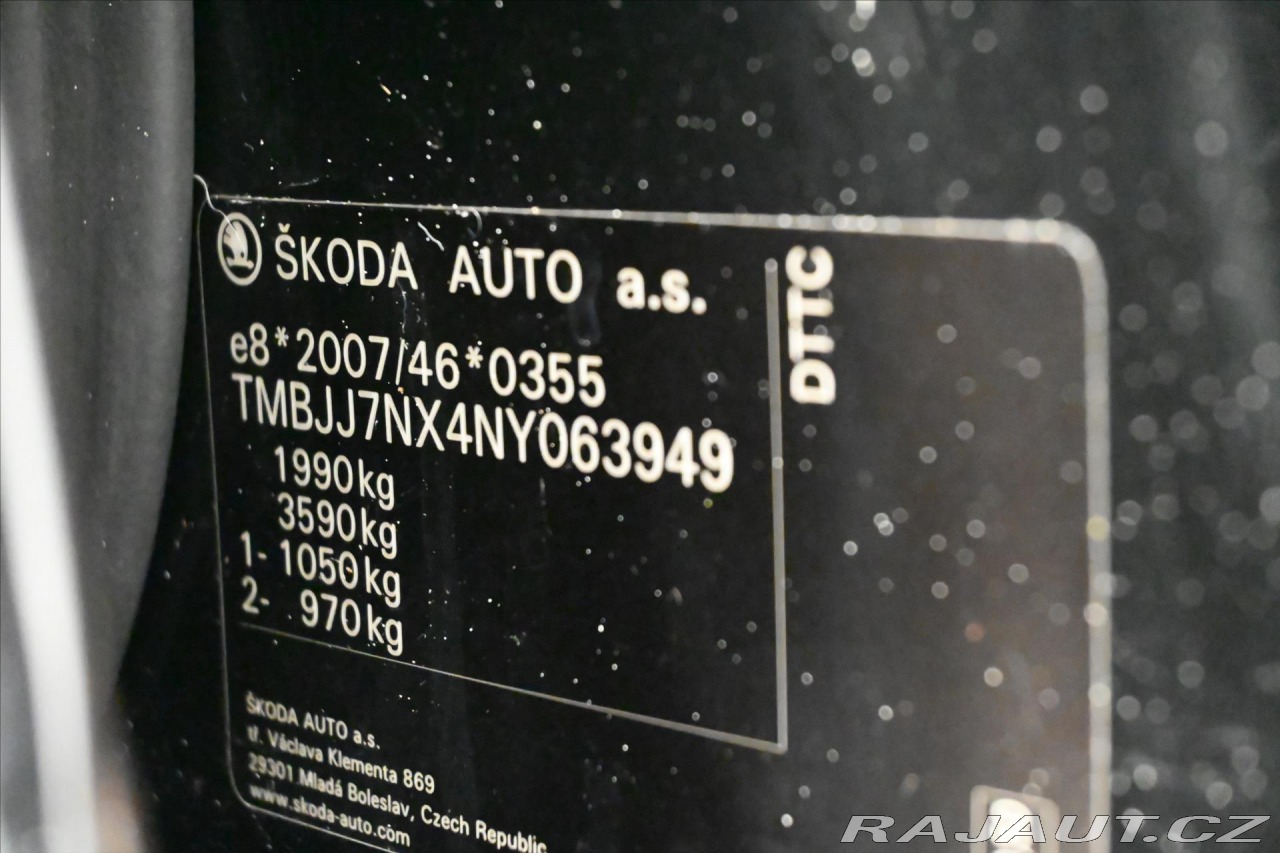 ŠKODA AUTO a.s.
DTTC
e8*2007/46*0355
TMBJJ7NX4NY063949
1990kg
3590kg
1- 1050kg
2- 970kg
ŠKODA AUTO a.s.
tř. Václava Klementa 869
29301 Mladá Boleslav, Czech Republic
www.skoda-auto.com
RAJAUT.CZ